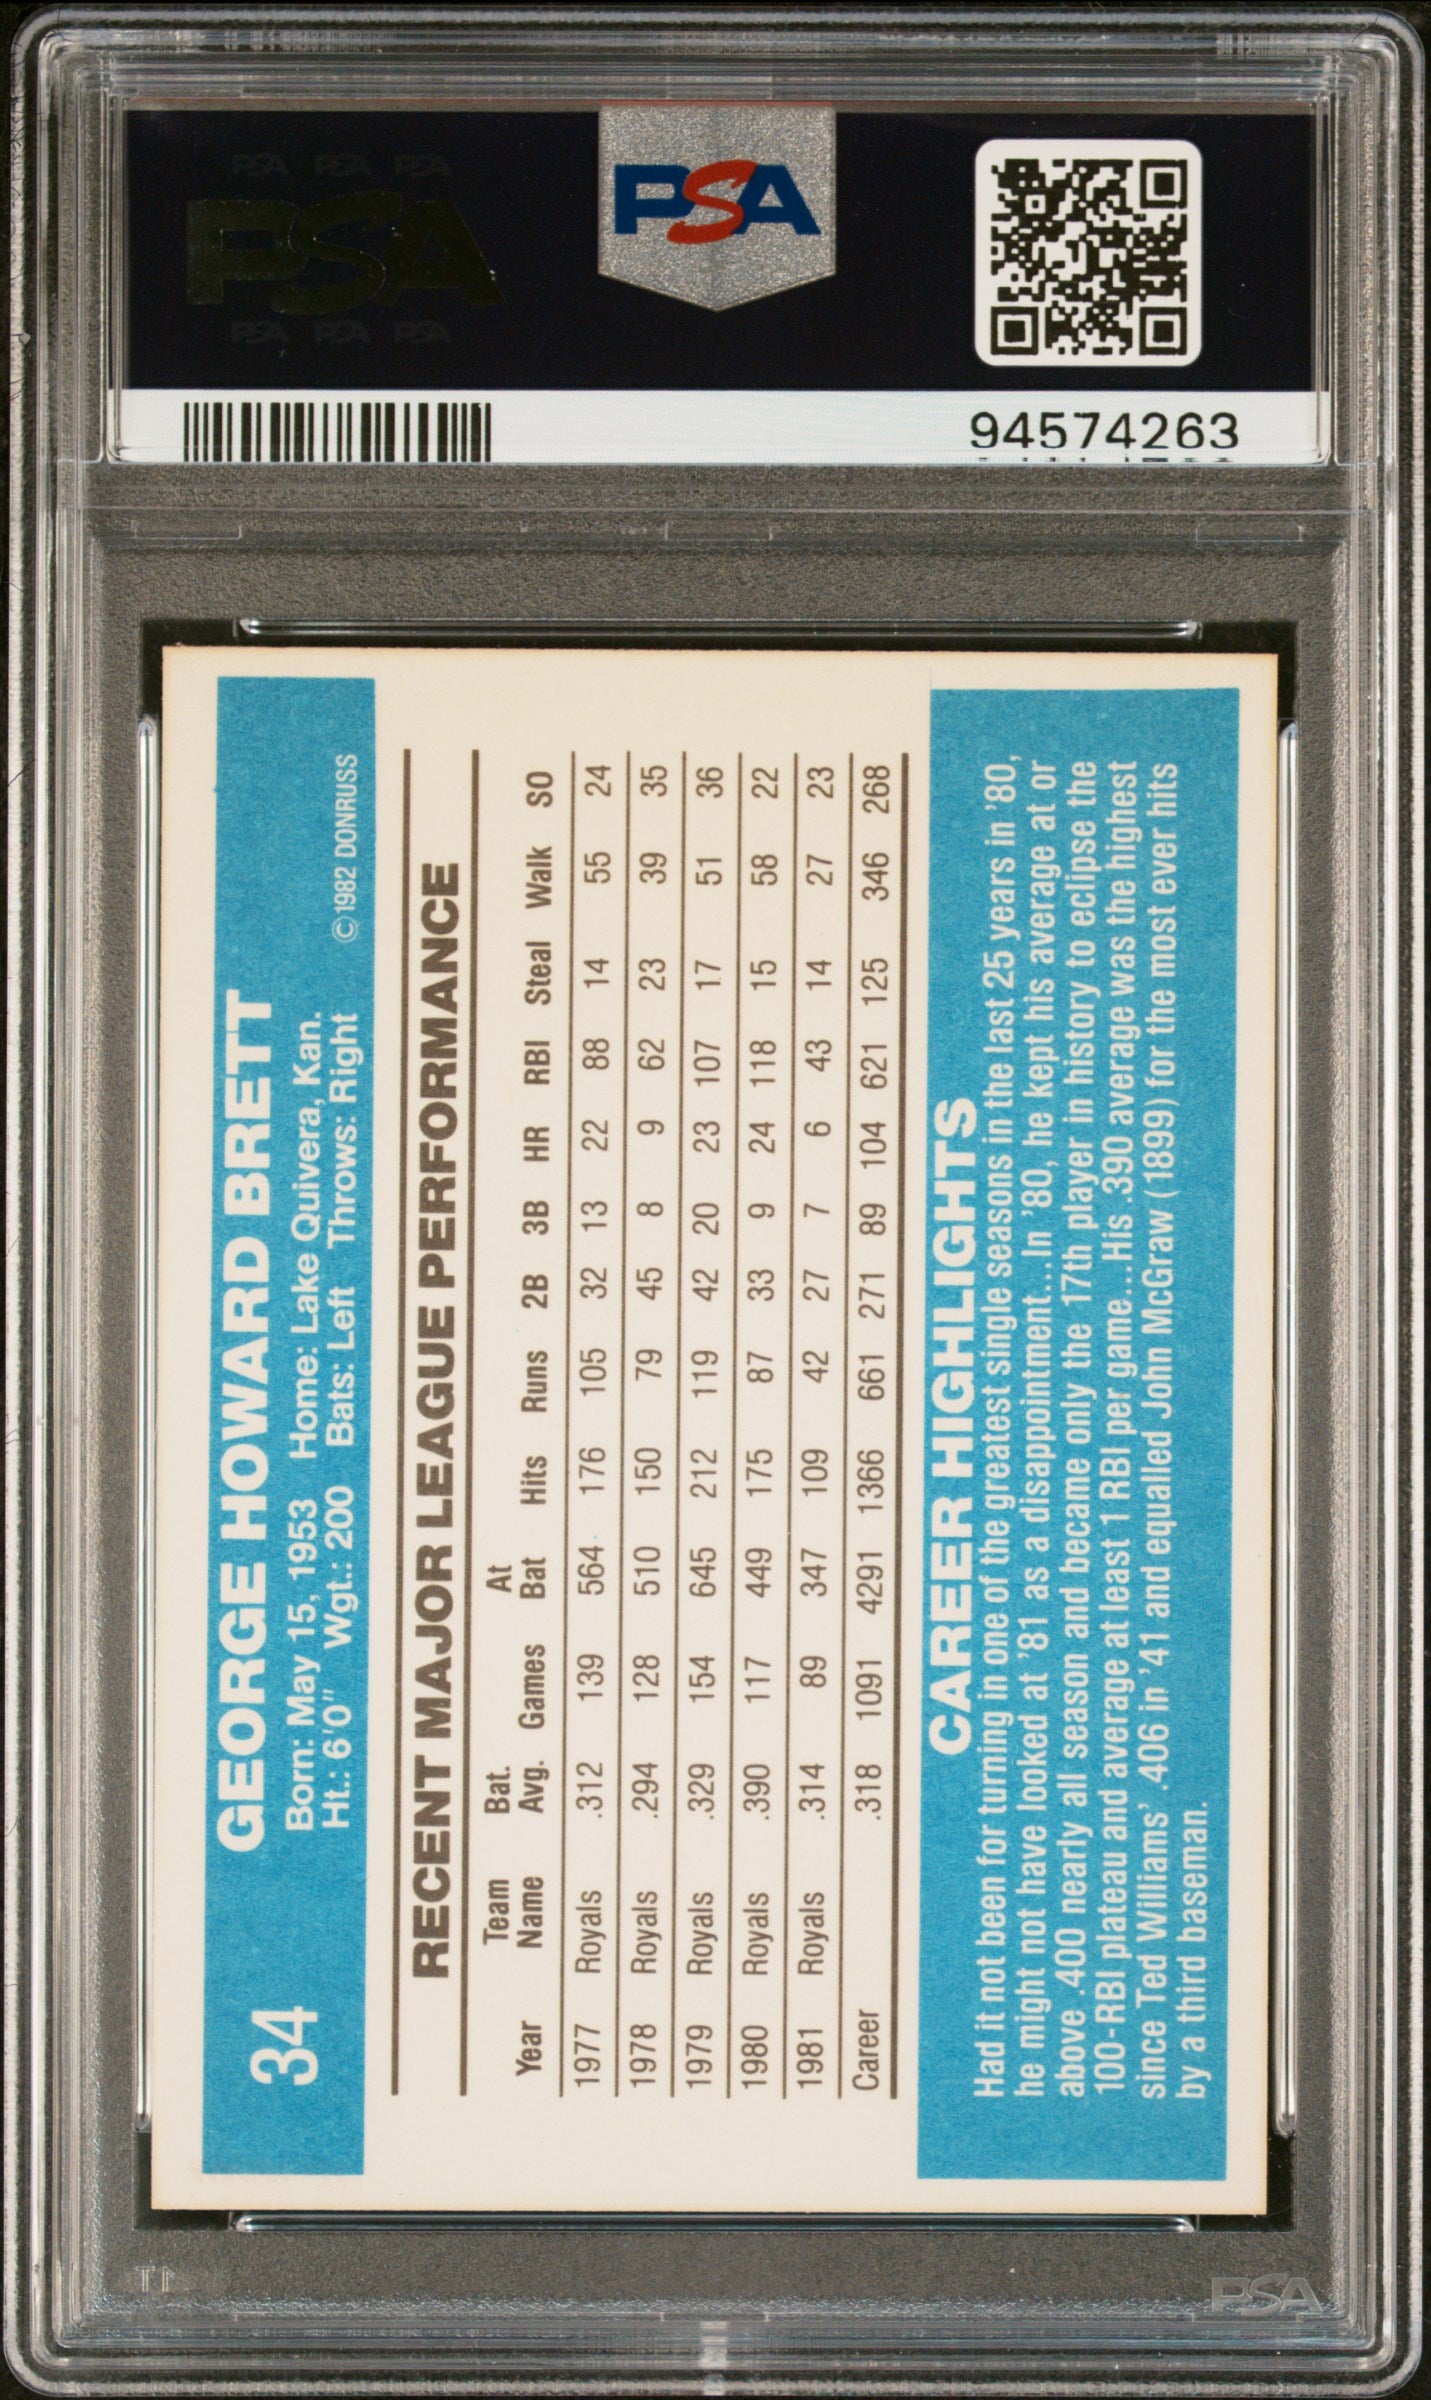 PSA PSA PSA
PSA
PSA PSA PSA
PSA
94574263
34 GEORGE HOWARD BRETT
Born: May 15, 1953 Home: Lake Quivera, Kan.
Ht.: 6'0" Wgt.: 200 Bats: Left Throws: Right ©1982 DONRUSS
RECENT MAJOR LEAGUE PERFORMANCE
Year Team Name Bat. Avg. Games At Bat Hits Runs 2B 3B HR RBI Steal Walk SO
1977 Royals .312 139 564 176 105 32 13 22 88 14 55 24
1978 Royals .294 128 510 150 79 45 8 9 62 23 39 35
1979 Royals .329 154 645 212 119 42 20 23 107 17 51 36
1980 Royals .390 117 449 175 87 33 9 24 118 15 58 22
1981 Royals .314 89 347 109 42 27 7 6 43 14 27 23
Career .318 1091 4291 1366 661 271 89 104 621 125 346 268
CAREER HIGHLIGHTS
Had it not been for turning in one of the greatest single seasons in the last 25 years in '80,
he might not have looked at '81 as a disappointment....In '80, he kept his average at or
above .400 nearly all season and became only the 17th player in history to eclipse the
100-RBI plateau and average at least 1 RBI per game....His .390 average was the highest
since Ted Williams' .406 in '41 and equalled John McGraw (1899) for the most ever hits
by a third baseman.
PSA